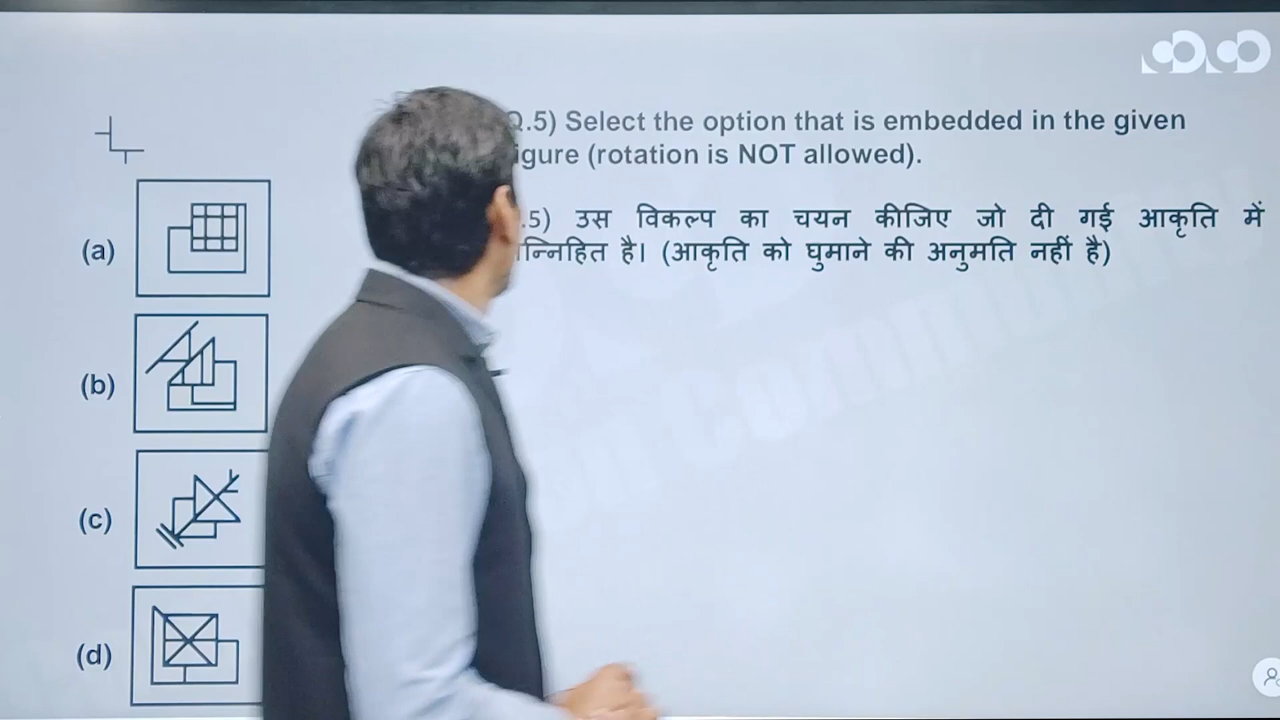 .5) Select the option that is embedded in the given
igure (rotation is NOT allowed).
.5) उस विकल्प का चयन कीजिए जो दी गई आकृति में
न्निहित है। (आकृति को घुमाने की अनुमति नहीं है)
(a)
(b)
(c)
(d)